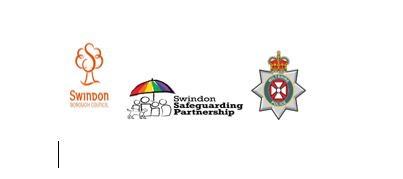 Swindon
BOROUGH COUNCIL
Swindon
Safeguarding
Partnership